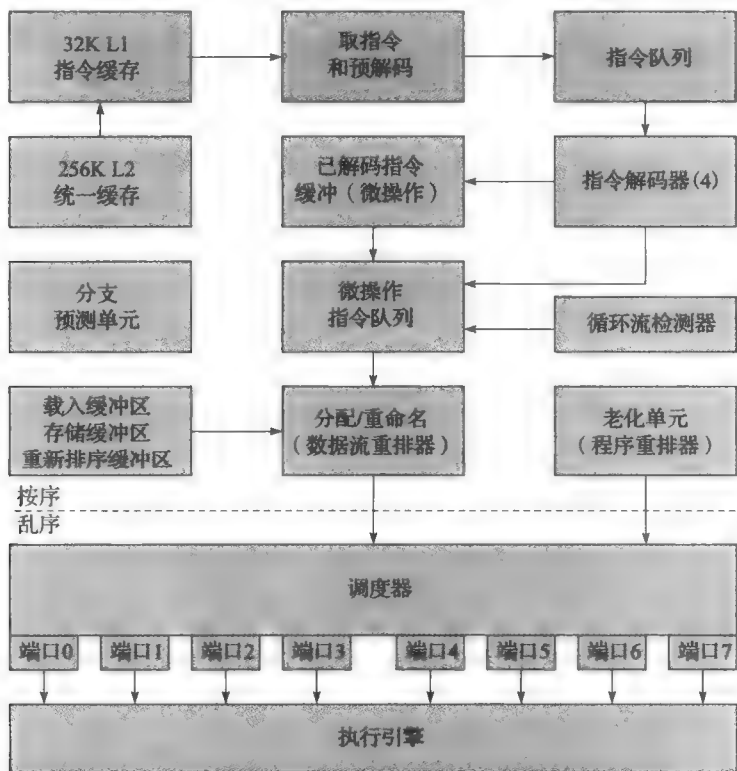 32K L1
指令缓存
取指令
和预解码
指令队列
256K L2
统一缓存
已解码指令
缓冲（微操作）
指令解码器(4)
分支
预测单元
微操作
指令队列
循环流检测器
载入缓冲区
存储缓冲区
重新排序缓冲区
分配/重命名
（数据流重排器）
老化单元
（程序重排器）
按序
乱序
调度器
端口0
端口1
端口2
端口3
端口4
端口5
端口6
端口7
执行引擎